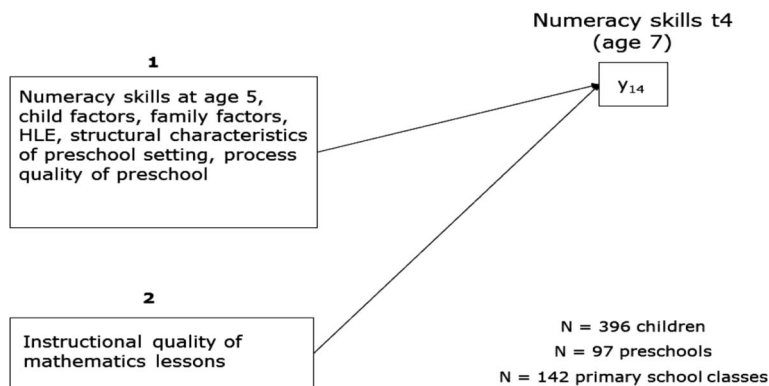 Numeracy skills t4
(age 7)
1
Numeracy skills at age 5,
child factors, family factors,
HLE, structural characteristics
of preschool setting, process
quality of preschool
y14
2
Instructional quality of
mathematics lessons
N = 396 children
N = 97 preschools
N = 142 primary school classes